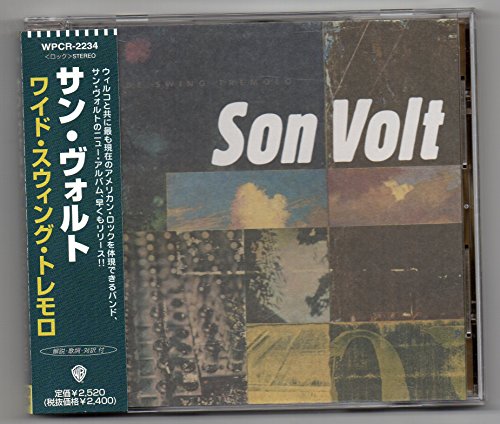 WPCR-2234
<ロック>STEREO
サン・ヴォルト
ワイド・スウィング・トレモロ
ウィルコと共に最も現在のアメリカン・ロックを体現できるバンド、
サン・ヴォルトのニュー・アルバム、早くもリリース!!
解説・歌詞・対訳 付
定価¥2,520
(税抜価格¥2,400)
SWING TREMOLO
Son Volt